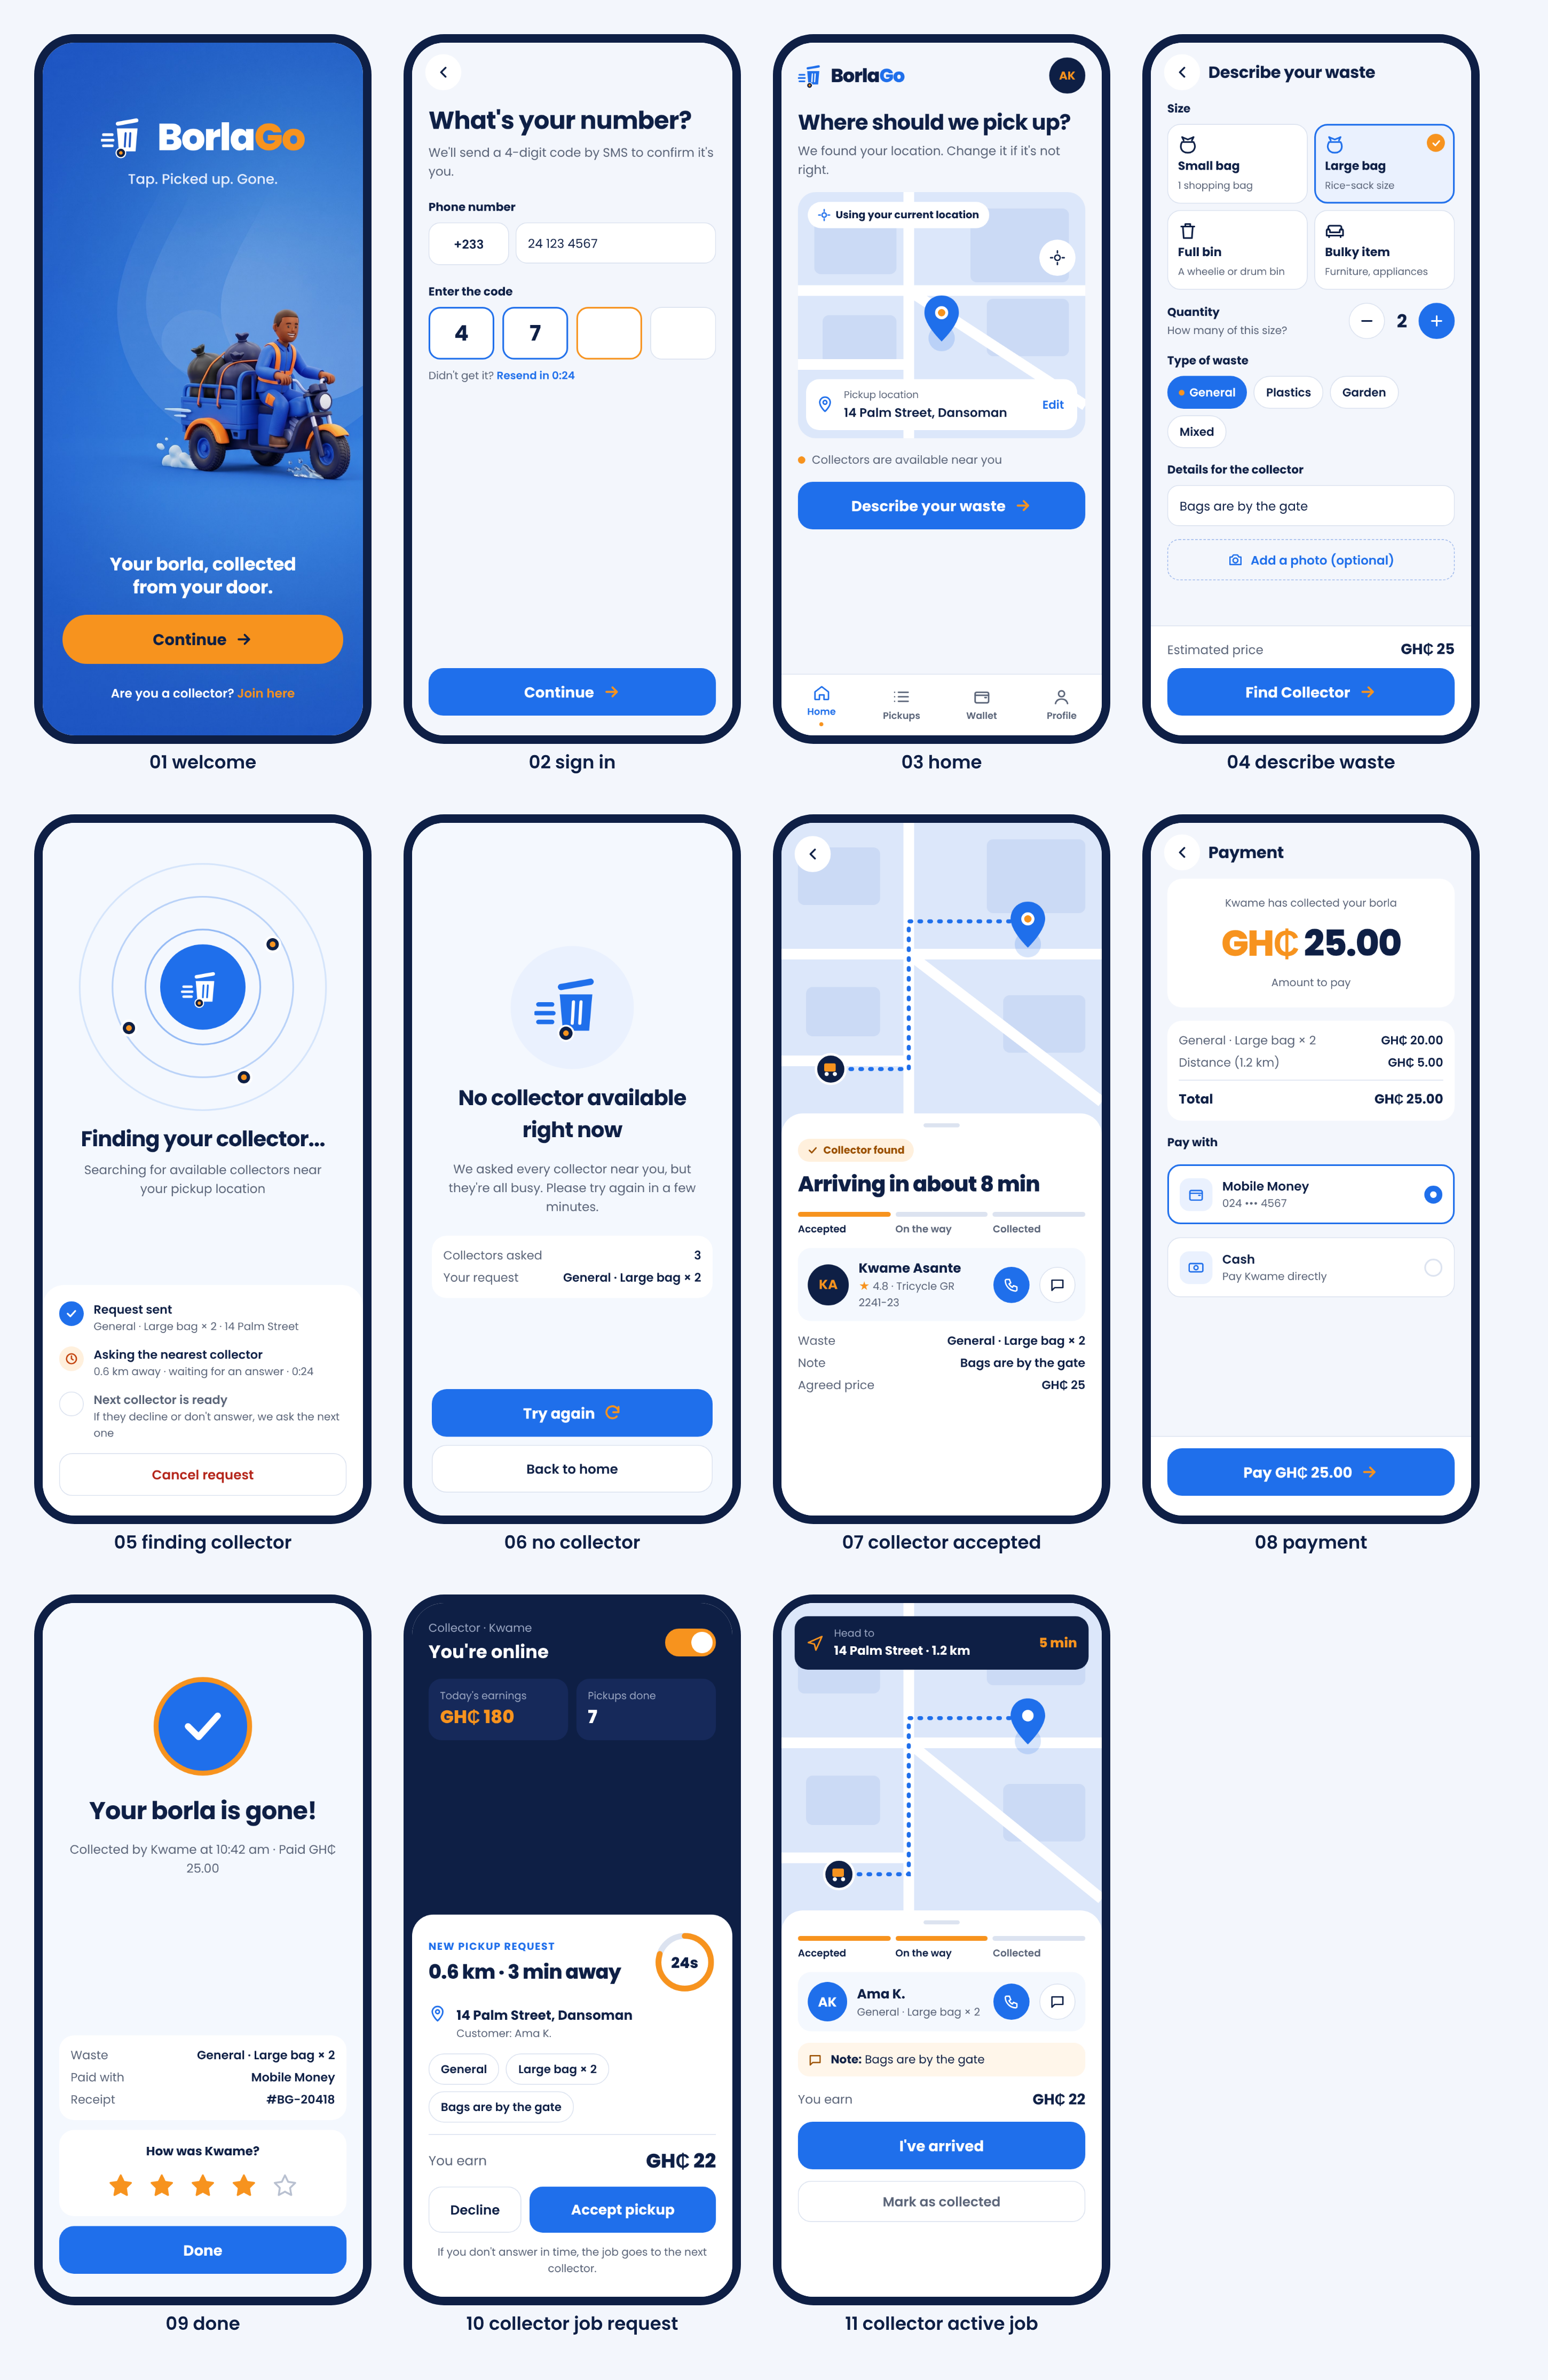 BorlaGo
Tap. Picked up. Gone.
Your borla, collected
from your door.
Continue →
Are you a collector? Join here
01 welcome
What's your number?
We'll send a 4-digit code by SMS to confirm it's
you.
Phone number
+233
24 123 4567
Enter the code
4
7
Didn't get it? Resend in 0:24
Continue →
02 sign in
BorlaGo
AK
Where should we pick up?
We found your location. Change it if it's not
right.
Using your current location
Pickup location
14 Palm Street, Dansoman
Edit
Collectors are available near you
Describe your waste →
Home
Pickups
Wallet
Profile
03 home
Describe your waste
Size
Small bag
1 shopping bag
Large bag
Rice-sack size
Full bin
A wheelie or drum bin
Bulky item
Furniture, appliances
Quantity
How many of this size?
− 2 +
Type of waste
General
Plastics
Garden
Mixed
Details for the collector
Bags are by the gate
Add a photo (optional)
Estimated price
GH₵ 25
Find Collector →
04 describe waste
Finding your collector...
Searching for available collectors near
your pickup location
Request sent
General · Large bag × 2 · 14 Palm Street
Asking the nearest collector
0.6 km away · waiting for an answer · 0:24
Next collector is ready
If they decline or don't answer, we ask the next
one
Cancel request
05 finding collector
No collector available
right now
We asked every collector near you, but
they're all busy. Please try again in a few
minutes.
Collectors asked
3
Your request
General · Large bag × 2
Try again
Back to home
06 no collector
Collector found
Arriving in about 8 min
Accepted
On the way
Collected
KA
Kwame Asante
★ 4.8 · Tricycle GR
2241-23
Waste
General · Large bag × 2
Note
Bags are by the gate
Agreed price
GH₵ 25
07 collector accepted
Payment
Kwame has collected your borla
GH₵ 25.00
Amount to pay
General · Large bag × 2
GH₵ 20.00
Distance (1.2 km)
GH₵ 5.00
Total
GH₵ 25.00
Pay with
Mobile Money
024 ••• 4567
Cash
Pay Kwame directly
Pay GH₵ 25.00 →
08 payment
Your borla is gone!
Collected by Kwame at 10:42 am · Paid GH₵
25.00
Waste
General · Large bag × 2
Paid with
Mobile Money
Receipt
#BG-20418
How was Kwame?
Done
09 done
Collector · Kwame
You're online
Today's earnings
GH₵ 180
Pickups done
7
NEW PICKUP REQUEST
0.6 km · 3 min away
24s
14 Palm Street, Dansoman
Customer: Ama K.
General
Large bag × 2
Bags are by the gate
You earn
GH₵ 22
Decline
Accept pickup
If you don't answer in time, the job goes to the next
collector.
10 collector job request
Head to
14 Palm Street · 1.2 km
5 min
Accepted
On the way
Collected
AK
Ama K.
General · Large bag × 2
Note: Bags are by the gate
You earn
GH₵ 22
I've arrived
Mark as collected
11 collector active job